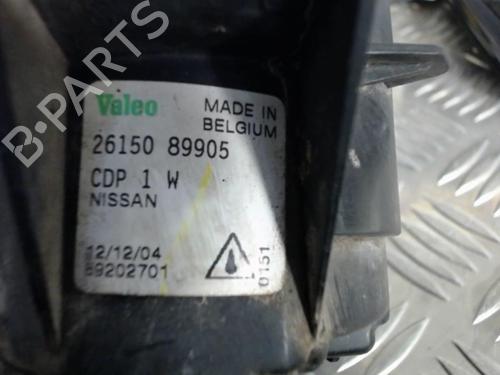 Valeo
MADE IN
BELGIUM
26150 89905
CDP 1 W
NISSAN
12/12/04
89202701
0151
B-PARTS